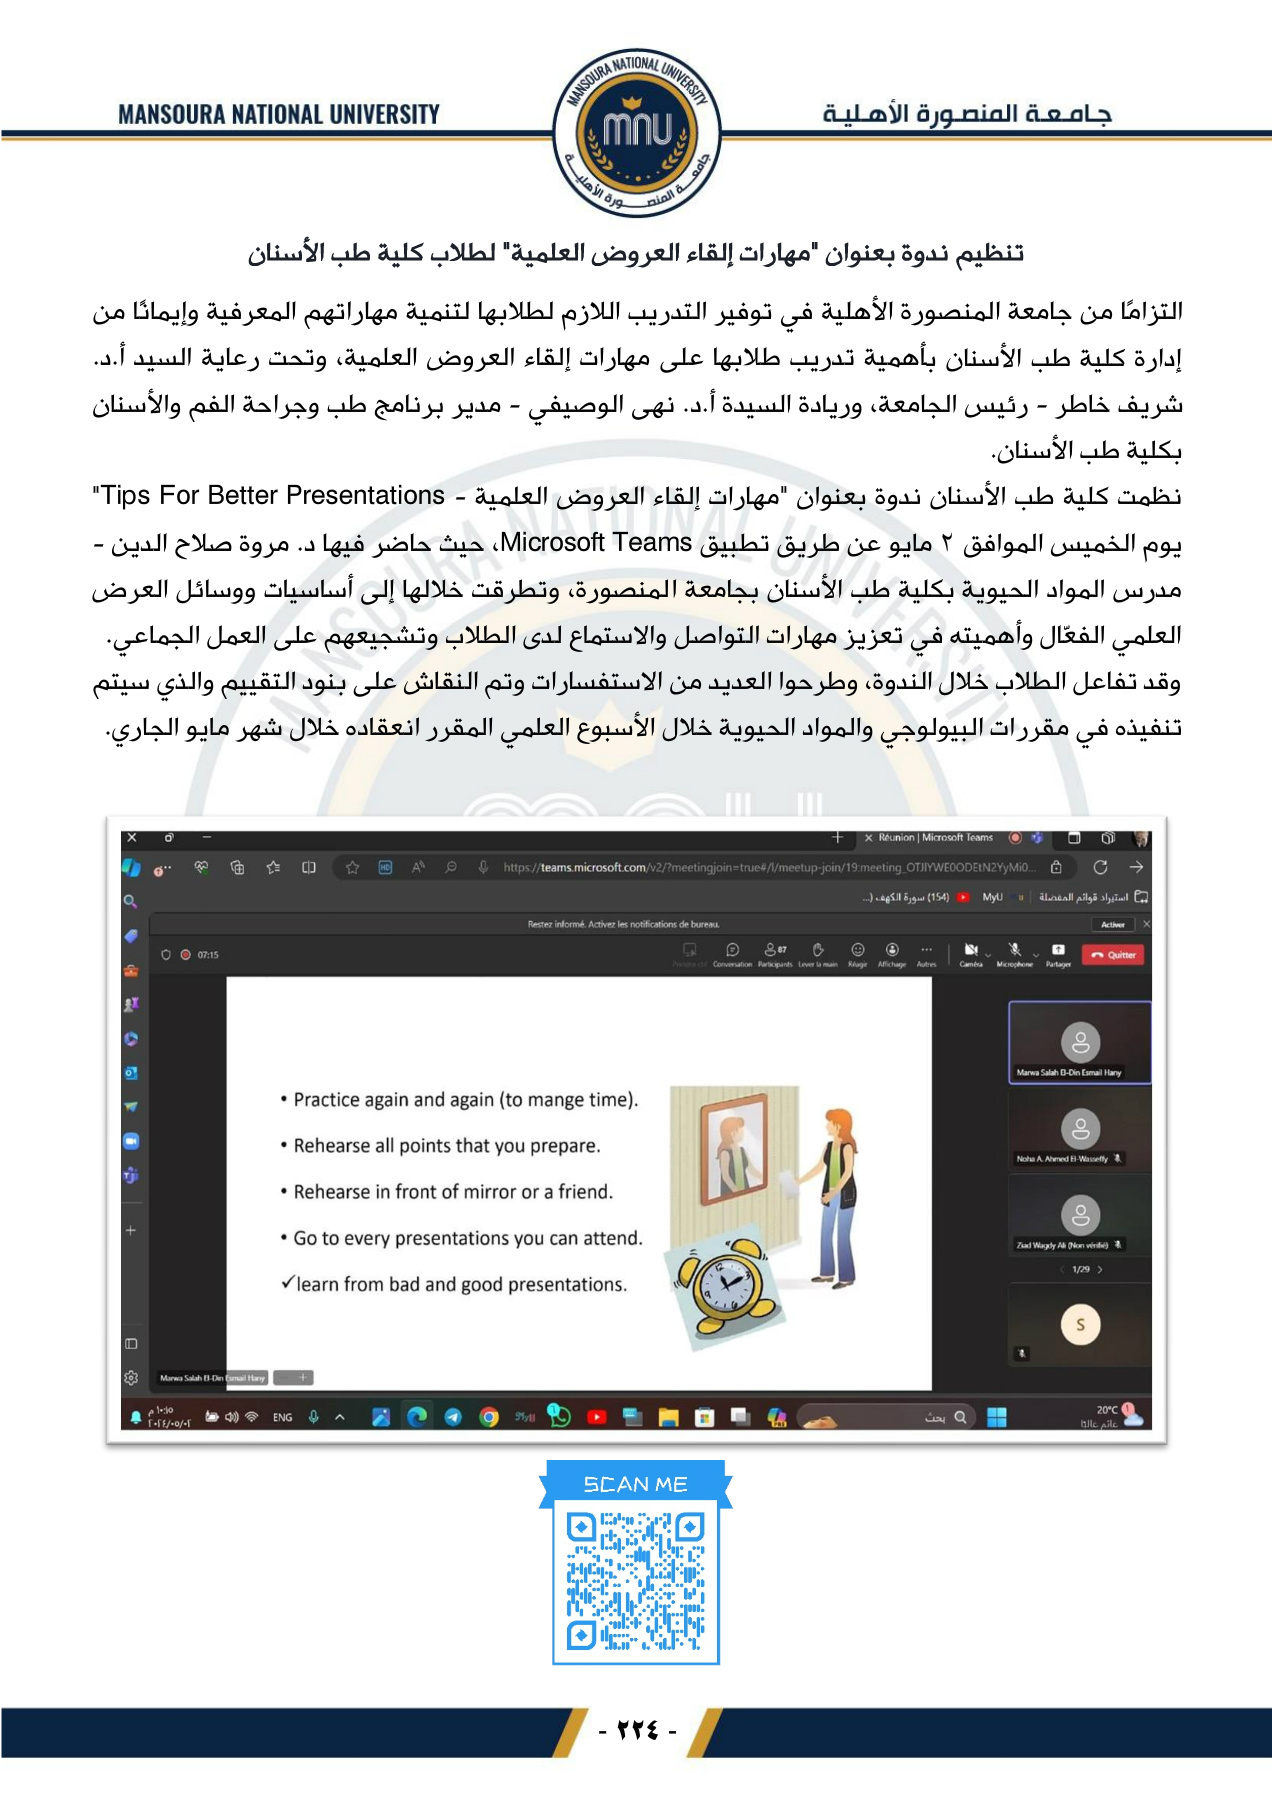 MANSOURA NATIONAL UNIVERSITY
جامعة المنصورة الأهلية
MANSOURA NATIONAL UNIVERSITY
mnu
جامعة المنصورة الأهلية
تنظيم ندوة بعنوان "مهارات إلقاء العروض العلمية" لطلاب كلية طب الأسنان
التزامًا من جامعة المنصورة الأهلية في توفير التدريب اللازم لطلابها لتنمية مهاراتهم المعرفية وإيمانًا من
إدارة كلية طب الأسنان بأهمية تدريب طلابها على مهارات إلقاء العروض العلمية، وتحت رعاية السيد أ.د.
شريف خاطر - رئيس الجامعة، وريادة السيدة أ.د. نهى الوصيفي - مدير برنامج طب وجراحة الفم والأسنان
بكلية طب الأسنان.
نظمت كلية طب الأسنان ندوة بعنوان "مهارات إلقاء العروض العلمية - Tips For Better Presentations"
يوم الخميس الموافق ٢ مايو عن طريق تطبيق Microsoft Teams، حيث حاضر فيها د. مروة صلاح الدين -
مدرس المواد الحيوية بكلية طب الأسنان بجامعة المنصورة، وتطرقت خلالها إلى أساسيات ووسائل العرض
العلمي الفعّال وأهميته في تعزيز مهارات التواصل والاستماع لدى الطلاب وتشجيعهم على العمل الجماعي.
وقد تفاعل الطلاب خلال الندوة، وطرحوا العديد من الاستفسارات وتم النقاش على بنود التقييم والذي سيتم
تنفيذه في مقررات البيولوجي والمواد الحيوية خلال الأسبوع العلمي المقرر انعقاده خلال شهر مايو الجاري.
Réunion | Microsoft Teams
https://teams.microsoft.com/v2/?meetingjoin=true#/l/meetup-join/19:meeting_OTJlYWE0ODEtN2YyMi0...
استيراد قوائم المفضلة
MyU
(154) سورة الكهف (...
Restez informé. Activez les notifications de bureau.
Activer
07:15
87
Conversation Participants Lever la main Réagir Affichage Autres Caméra Microphone Partager
Quitter
• Practice again and again (to mange time).
• Rehearse all points that you prepare.
• Rehearse in front of mirror or a friend.
• Go to every presentations you can attend.
✓learn from bad and good presentations.
Marwa Salah El-Din Esmail Hany
Noha A. Ahmed El-Wasseffy
Ziad Wagdy Ali (Non vérifié)
1/29
S
Marwa Salah El-Din Esmail Hany
١٠:١٥ م
٢٠٢٤/٠٥/٠٢
ENG
بحث
20°C
غائم غالبًا
SCAN ME
- ٢٢٤ -